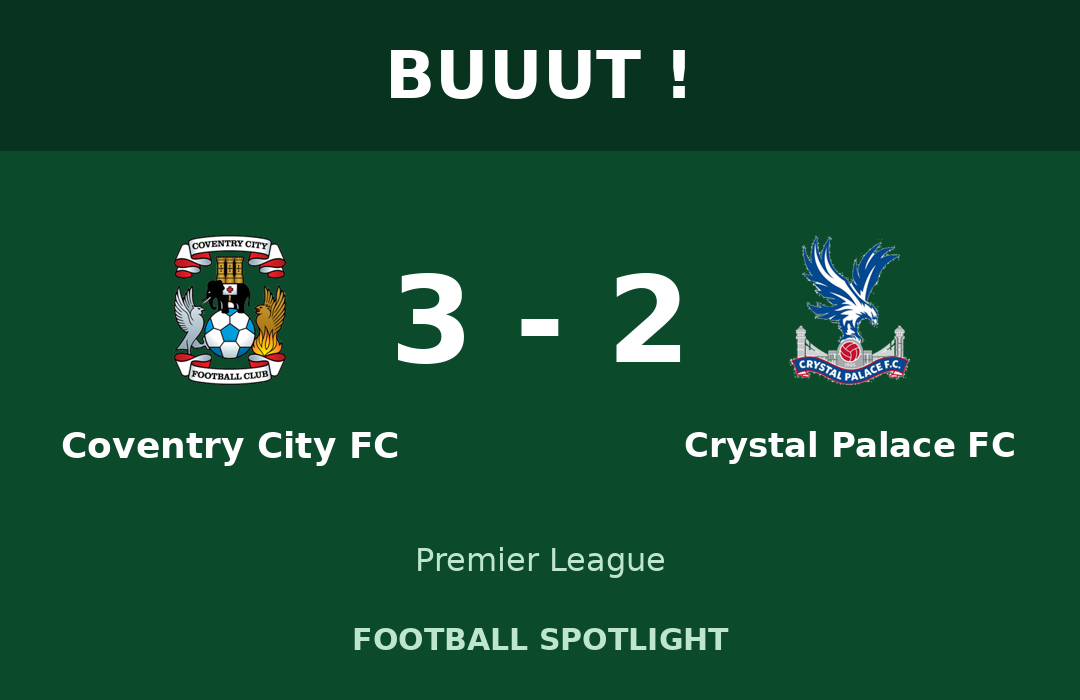 BUUUT !
COVENTRY CITY
FOOTBALL CLUB
3 - 2
CRYSTAL PALACE F.C.
Coventry City FC
Crystal Palace FC
Premier League
FOOTBALL SPOTLIGHT